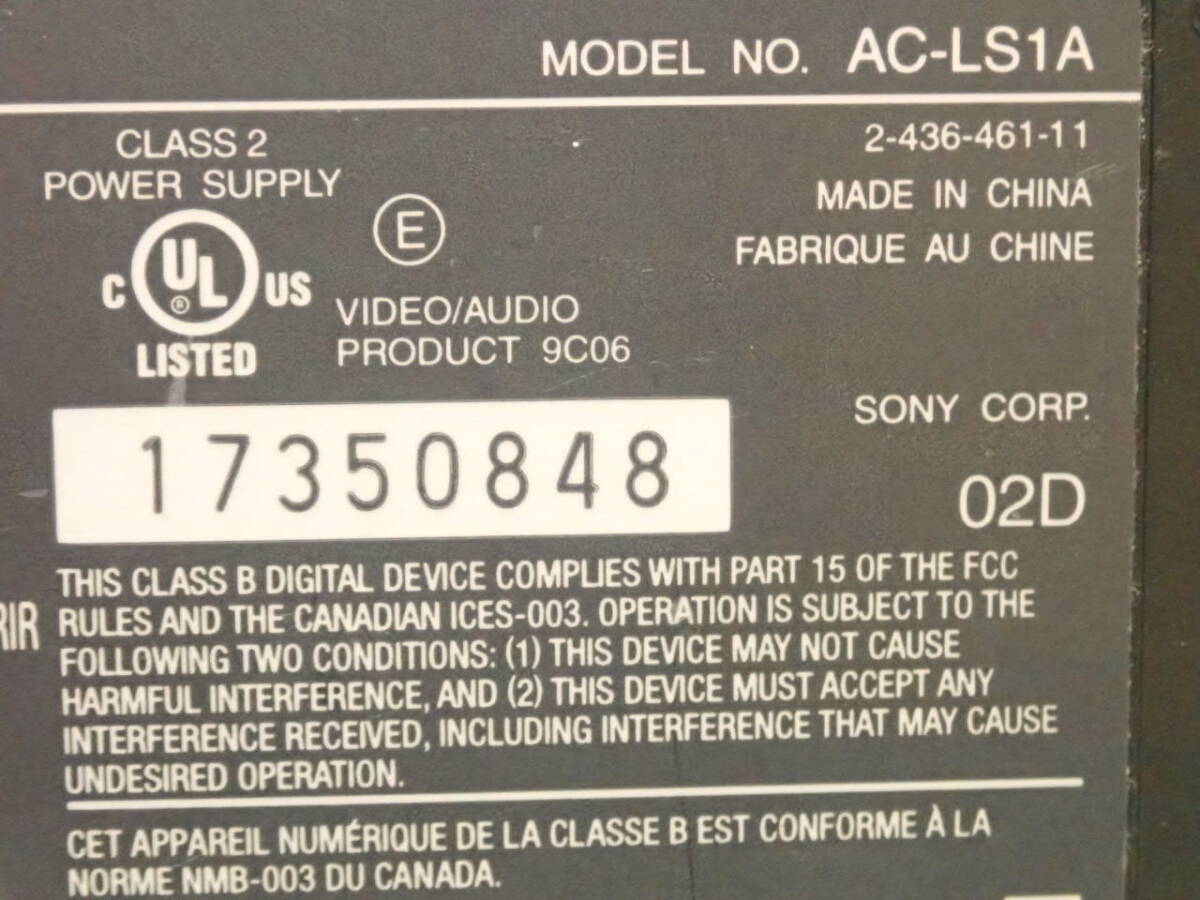 MODEL NO. AC-LS1A
CLASS 2
POWER SUPPLY
2-436-461-11
MADE IN CHINA
FABRIQUE AU CHINE
E
C UL ® US
LISTED
VIDEO/AUDIO
PRODUCT 9C06
SONY CORP.
17350848
02D
THIS CLASS B DIGITAL DEVICE COMPLIES WITH PART 15 OF THE FCC
RIR
RULES AND THE CANADIAN ICES-003. OPERATION IS SUBJECT TO THE
FOLLOWING TWO CONDITIONS: (1) THIS DEVICE MAY NOT CAUSE
HARMFUL INTERFERENCE, AND (2) THIS DEVICE MUST ACCEPT ANY
INTERFERENCE RECEIVED, INCLUDING INTERFERENCE THAT MAY CAUSE
UNDESIRED OPERATION.
CET APPAREIL NUMÉRIQUE DE LA CLASSE B EST CONFORME À LA
NORME NMB-003 DU CANADA.